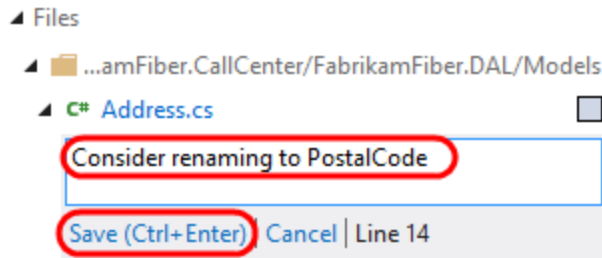 Files
...amFiber.CallCenter/FabrikamFiber.DAL/Models
C# Address.cs
Consider renaming to PostalCode
Save (Ctrl+Enter) | Cancel | Line 14